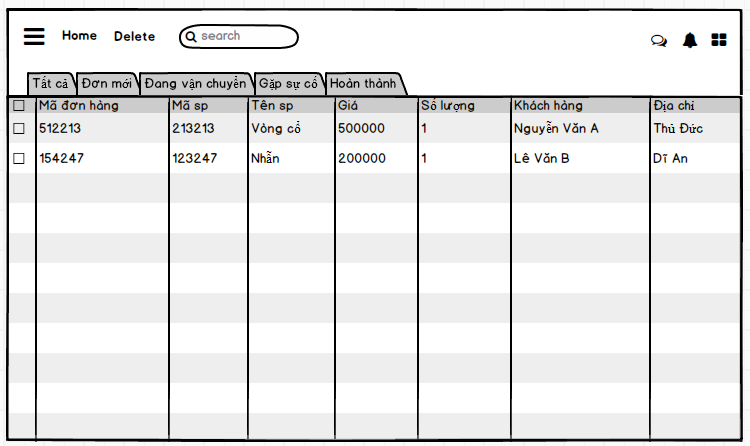 Home Delete search
Tất cả Đơn mới Đang vận chuyển Gặp sự cố Hoàn thành
Mã đơn hàng Mã sp Tên sp Giá Số lượng Khách hàng Địa chỉ
512213 213213 Vòng cổ 500000 1 Nguyễn Văn A Thủ Đức
154247 123247 Nhẫn 200000 1 Lê Văn B Dĩ An